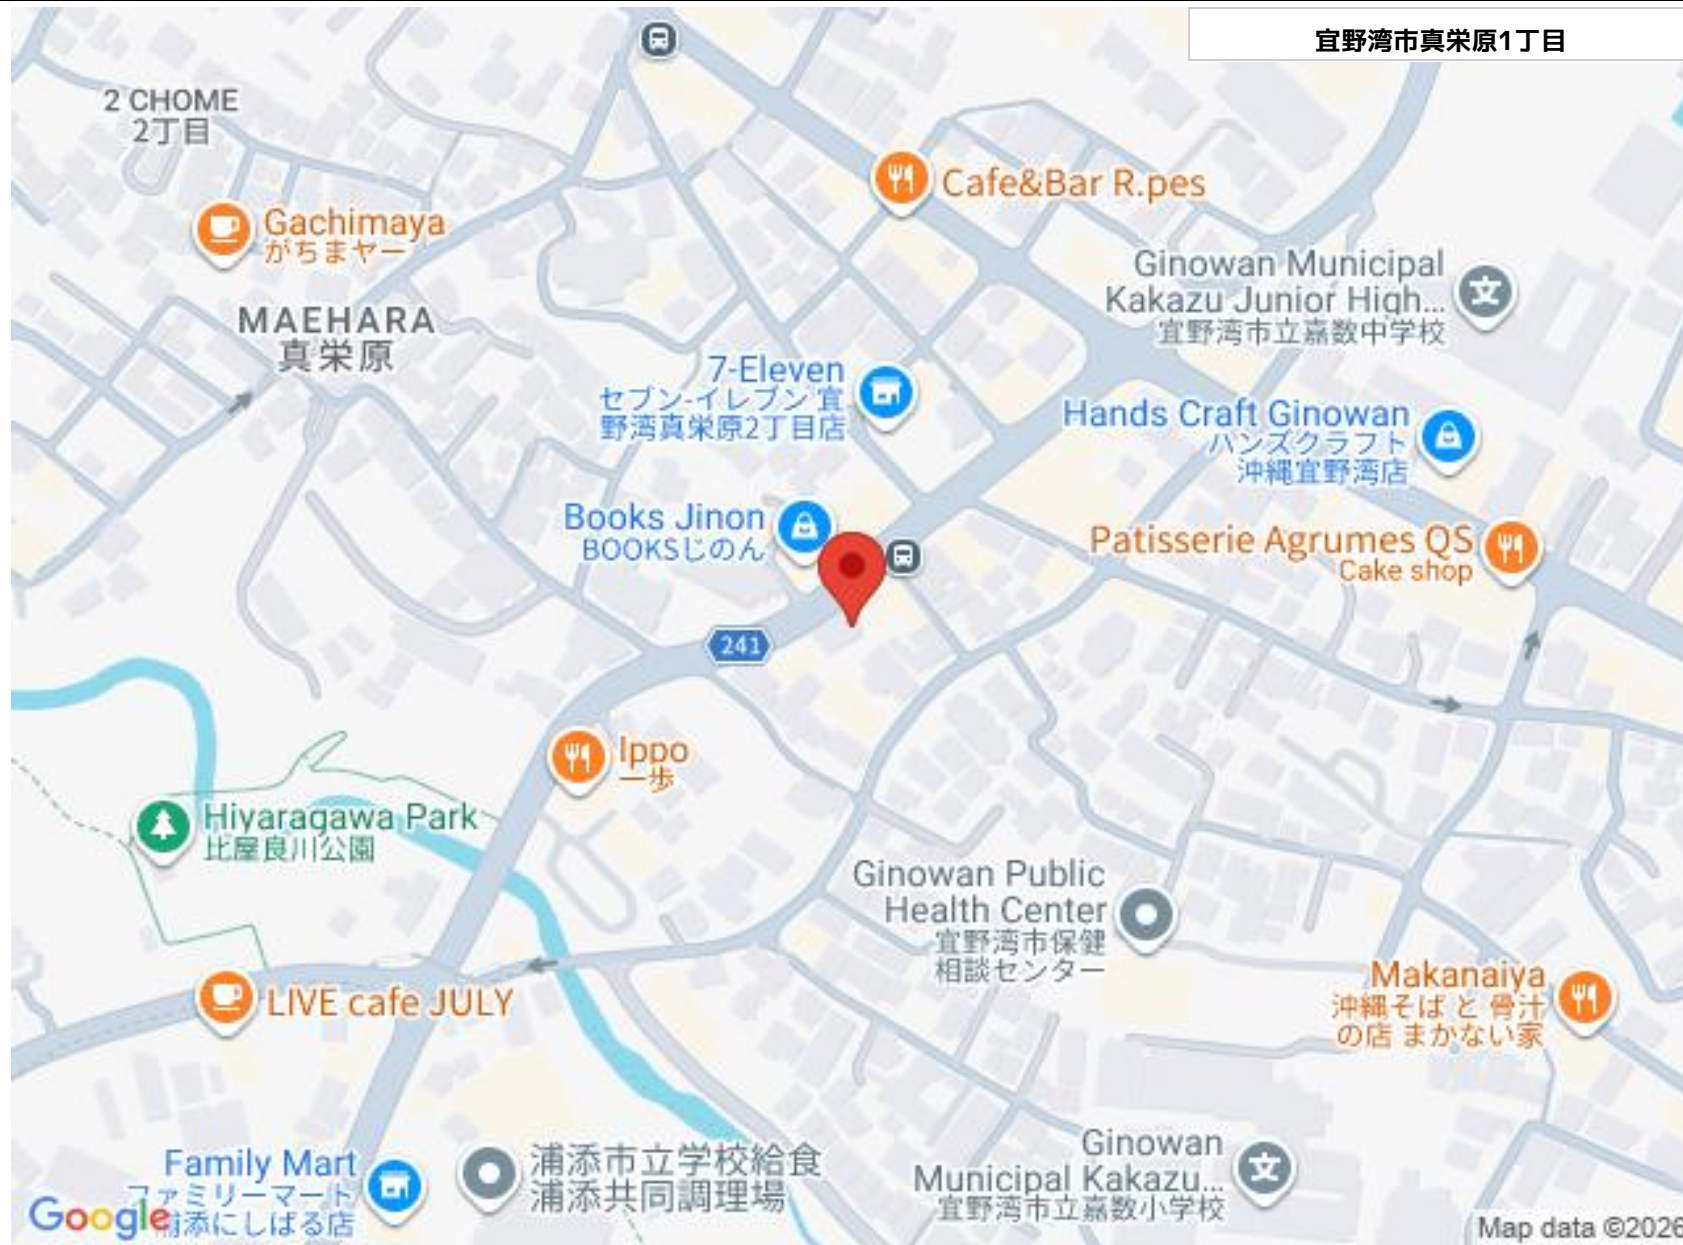 宜野湾市真栄原1丁目
2 CHOME
2丁目
Cafe&Bar R.pes
Gachimaya
がちまヤー
Ginowan Municipal
Kakazu Junior High...
宜野湾市立嘉数中学校
MAEHARA
真栄原
7-Eleven
セブン-イレブン 宜
野湾真栄原2丁目店
Hands Craft Ginowan
ハンズクラフト
沖縄宜野湾店
Books Jinon
BOOKSじのん
Patisserie Agrumes QS
Cake shop
241
Ippo
一歩
Hiyaragawa Park
比屋良川公園
Ginowan Public
Health Center
宜野湾市保健
相談センター
LIVE cafe JULY
Makanaiya
沖縄そば と 骨汁
の店 まかない家
Family Mart
ファミリーマート
浦添にしばる店
浦添市立学校給食
浦添共同調理場
Ginowan
Municipal Kakazu...
宜野湾市立嘉数小学校
Google
Map data ©2026